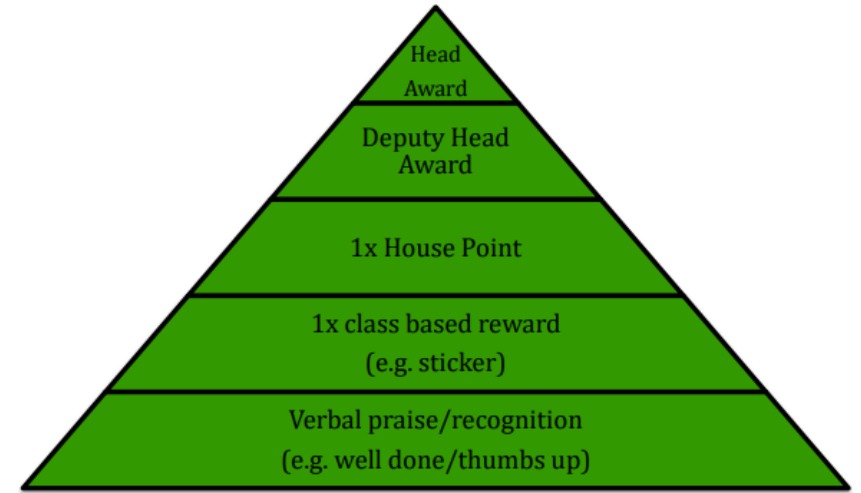 Head
Award
Deputy Head
Award
1x House Point
1x class based reward
(e.g. sticker)
Verbal praise/recognition
(e.g. well done/thumbs up)